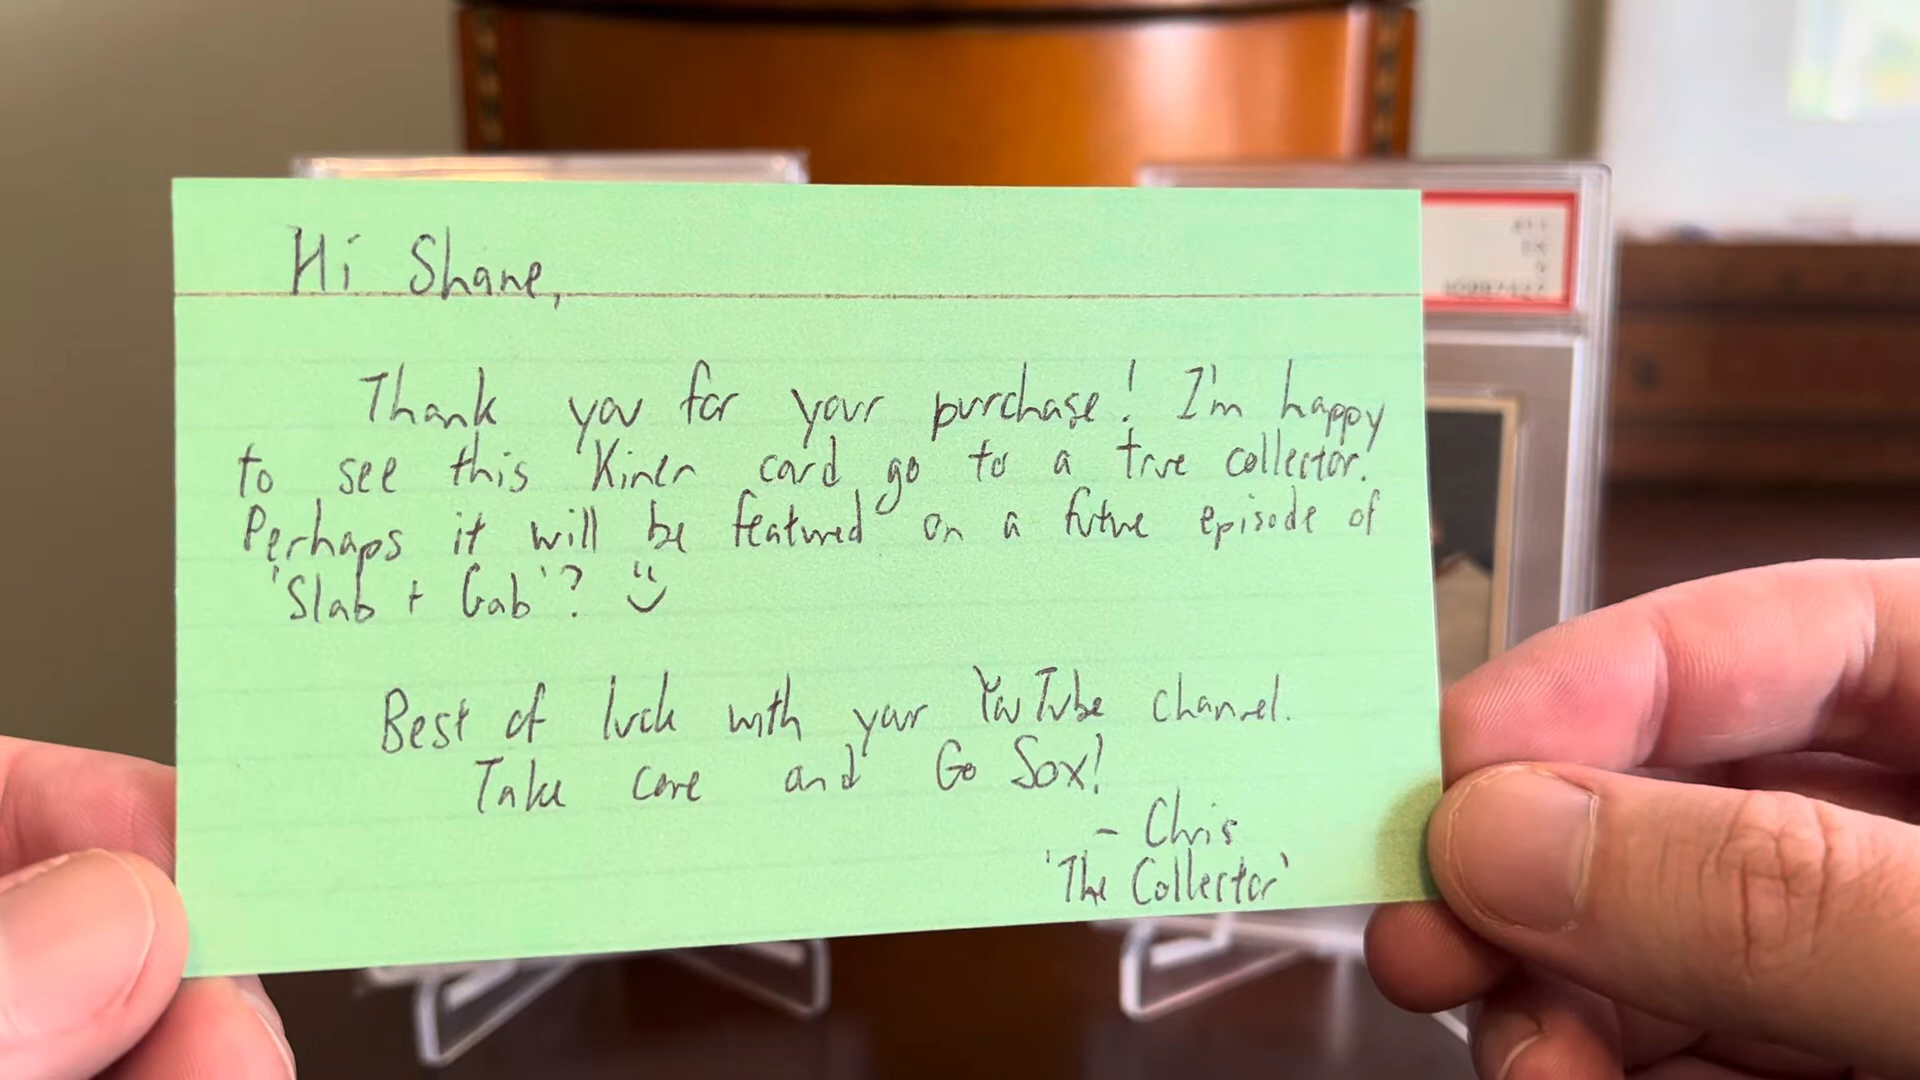 Hi Shane,
Thank you for your purchase! I'm happy
to see this Kiner card go to a true collector.
Perhaps it will be featured on a future episode of
'Slab + Gab'? 
Best of luck with your YouTube channel.
Take care and Go Sox!
- Chris
'The Collector'